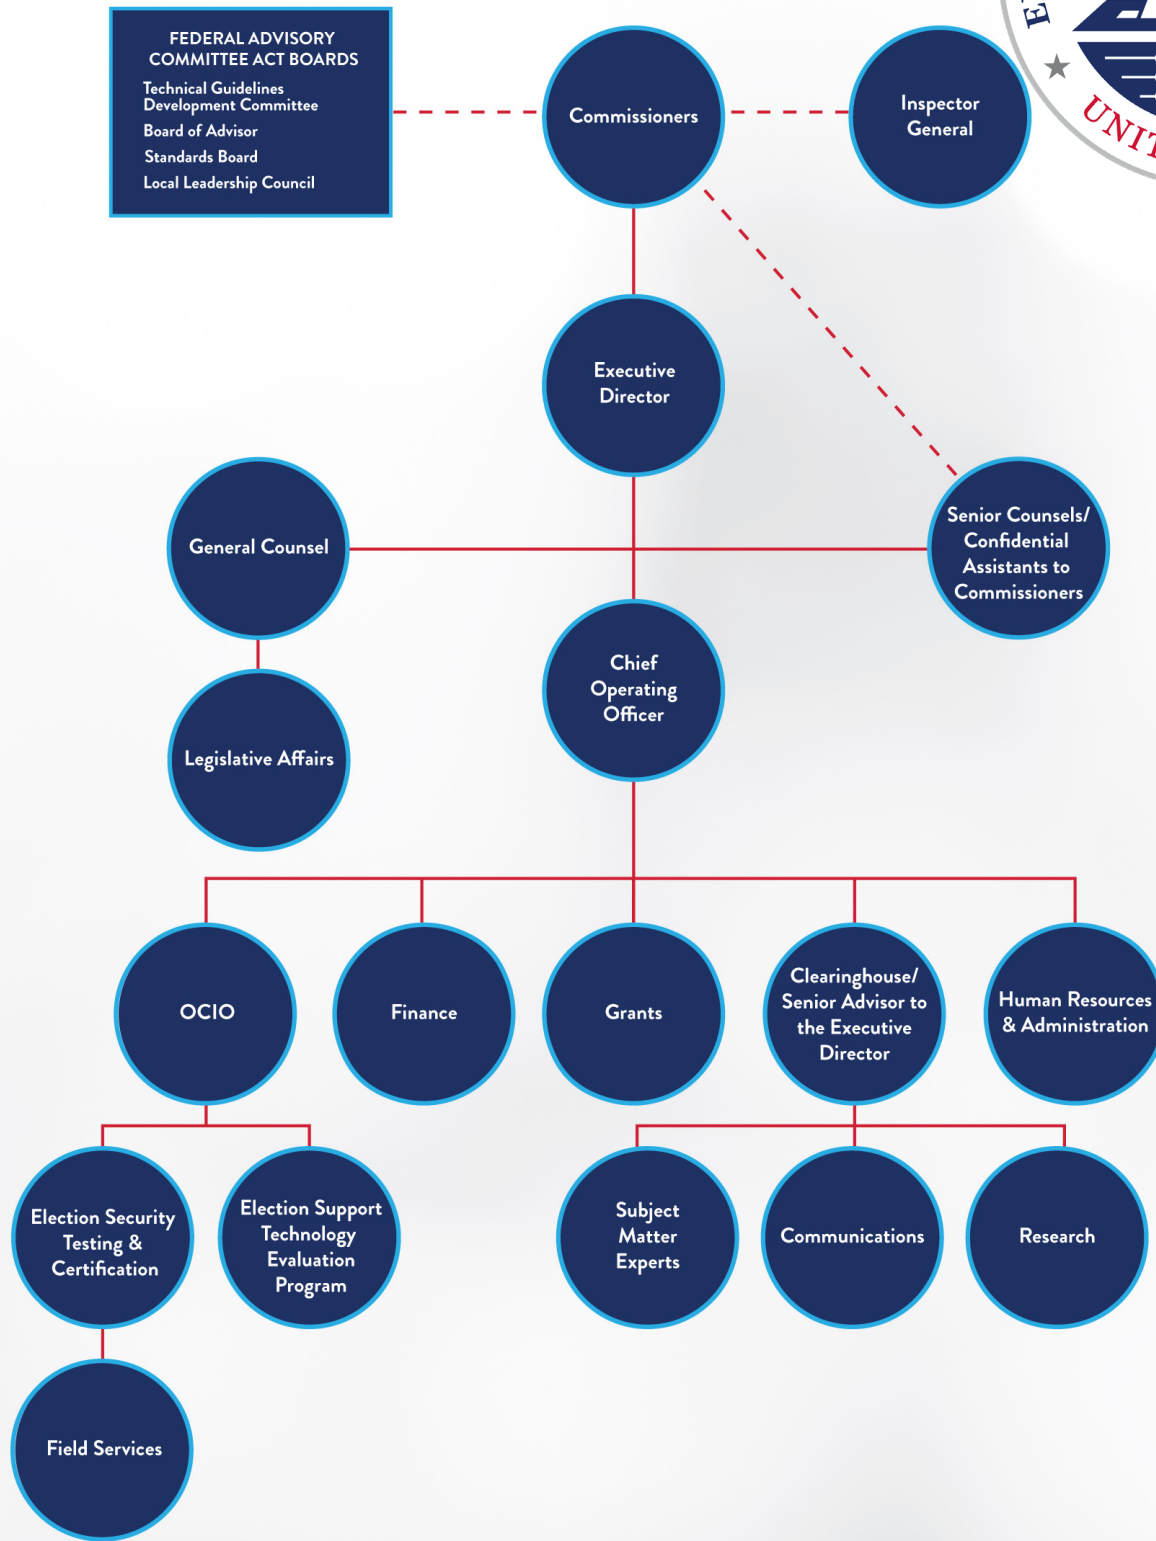 FEDERAL ADVISORY
COMMITTEE ACT BOARDS
Technical Guidelines
Development Committee
Board of Advisor
Standards Board
Local Leadership Council
Commissioners
Inspector
General
Executive
Director
General Counsel
Senior Counsels/
Confidential
Assistants to
Commissioners
Chief
Operating
Officer
Legislative Affairs
OCIO
Finance
Grants
Clearinghouse/
Senior Advisor to
the Executive
Director
Human Resources
& Administration
Election Security
Testing &
Certification
Election Support
Technology
Evaluation
Program
Subject
Matter
Experts
Communications
Research
Field Services